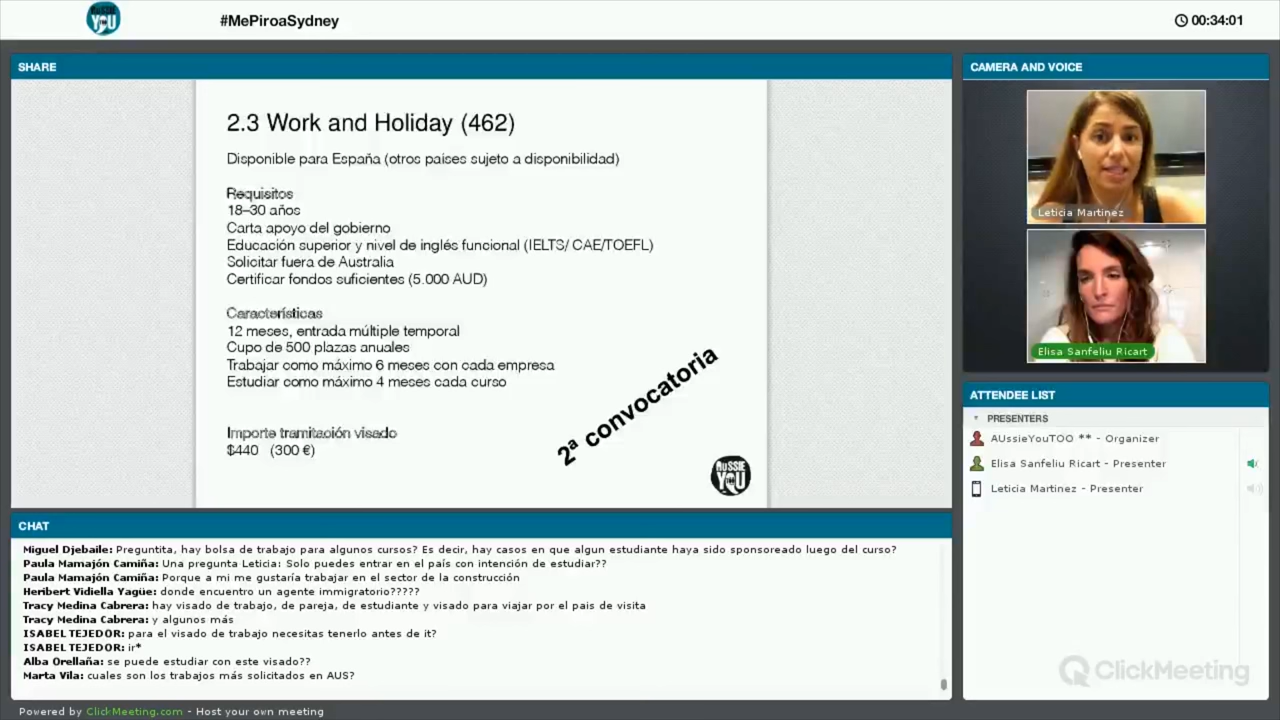 AUSSIE
YOU
#MePiroaSydney
00:34:01
SHARE
2.3 Work and Holiday (462)
Disponible para España (otros países sujeto a disponibilidad)
Requisitos
18–30 años
Carta apoyo del gobierno
Educación superior y nivel de inglés funcional (IELTS/ CAE/TOEFL)
Solicitar fuera de Australia
Certificar fondos suficientes (5.000 AUD)
Características
12 meses, entrada múltiple temporal
Cupo de 500 plazas anuales
Trabajar como máximo 6 meses con cada empresa
Estudiar como máximo 4 meses cada curso
Importe tramitación visado
$440 (300 €)
2ª convocatoria
AUSSIE
YOU
CAMERA AND VOICE
Leticia Martinez
Elisa Sanfeliu Ricart
ATTENDEE LIST
PRESENTERS
AUssieYouTOO ** - Organizer
Elisa Sanfeliu Ricart - Presenter
Leticia Martinez - Presenter
CHAT
Miguel Djebaile: Preguntita, hay bolsa de trabajo para algunos cursos? Es decir, hay casos en que algun estudiante haya sido sponsoreado luego del curso?
Paula Mamajón Camiña: Una pregunta Leticia: Solo puedes entrar en el país con intención de estudiar??
Paula Mamajón Camiña: Porque a mi me gustaría trabajar en el sector de la construcción
Heribert Vidiella Yagüe: donde encuentro un agente immigratorio?????
Tracy Medina Cabrera: hay visado de trabajo, de pareja, de estudiante y visado para viajar por el pais de visita
Tracy Medina Cabrera: y algunos más
ISABEL TEJEDOR: para el visado de trabajo necesitas tenerlo antes de it?
ISABEL TEJEDOR: ir*
Alba Orellaña: se puede estudiar con este visado??
Marta Vila: cuales son los trabajos más solicitados en AUS?
ClickMeeting
Powered by ClickMeeting.com - Host your own meeting